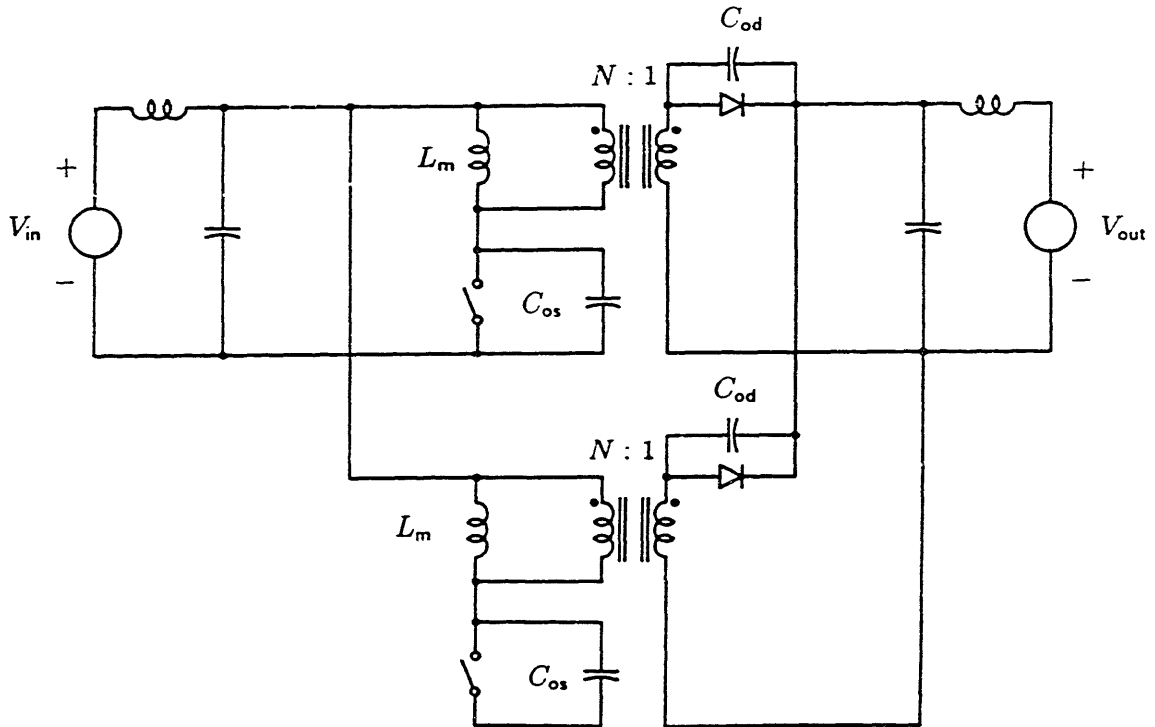 C_od
N : 1
L_m
+
V_in
−
C_os
+
V_out
−
C_od
N : 1
L_m
C_os